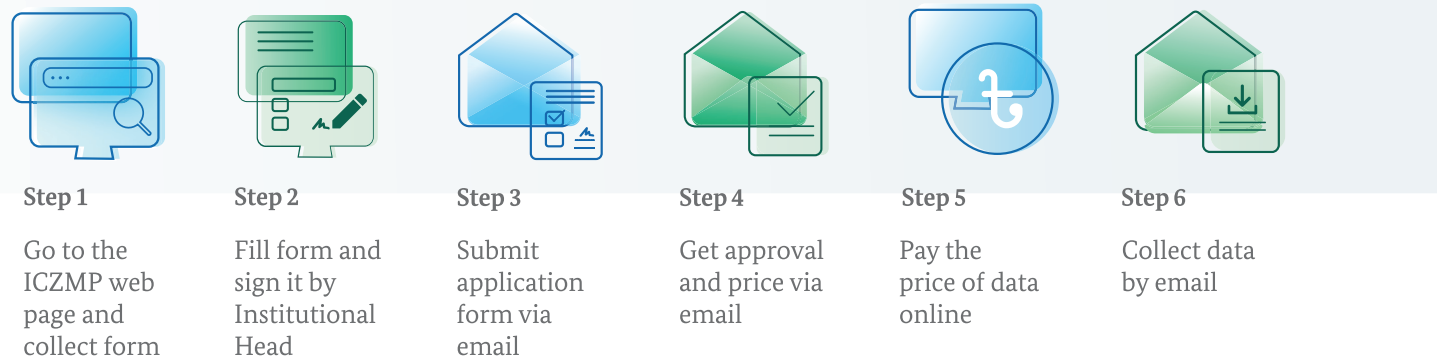 Step 1
Go to the
ICZMP web
page and
collect form
Step 2
Fill form and
sign it by
Institutional
Head
Step 3
Submit
application
form via
email
Step 4
Get approval
and price via
email
Step 5
Pay the
price of data
online
Step 6
Collect data
by email